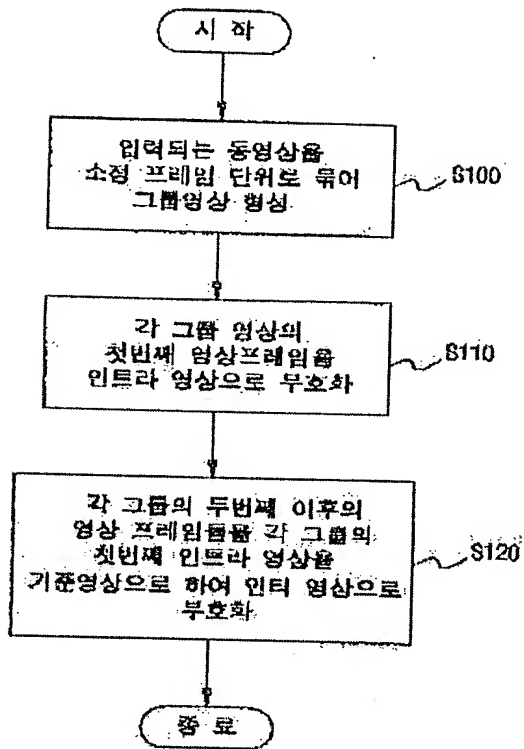 시 작
입력되는 동영상을
소정 프레임 단위로 묶어
그룹영상 형성
S100
각 그룹 영상의
첫번째 영상프레임을
인트라 영상으로 부호화
S110
각 그룹의 두번째 이후의
영상 프레임들을 각 그룹의
첫번째 인트라 영상을
기준영상으로 하여 인터 영상으로
부호화
S120
종 료